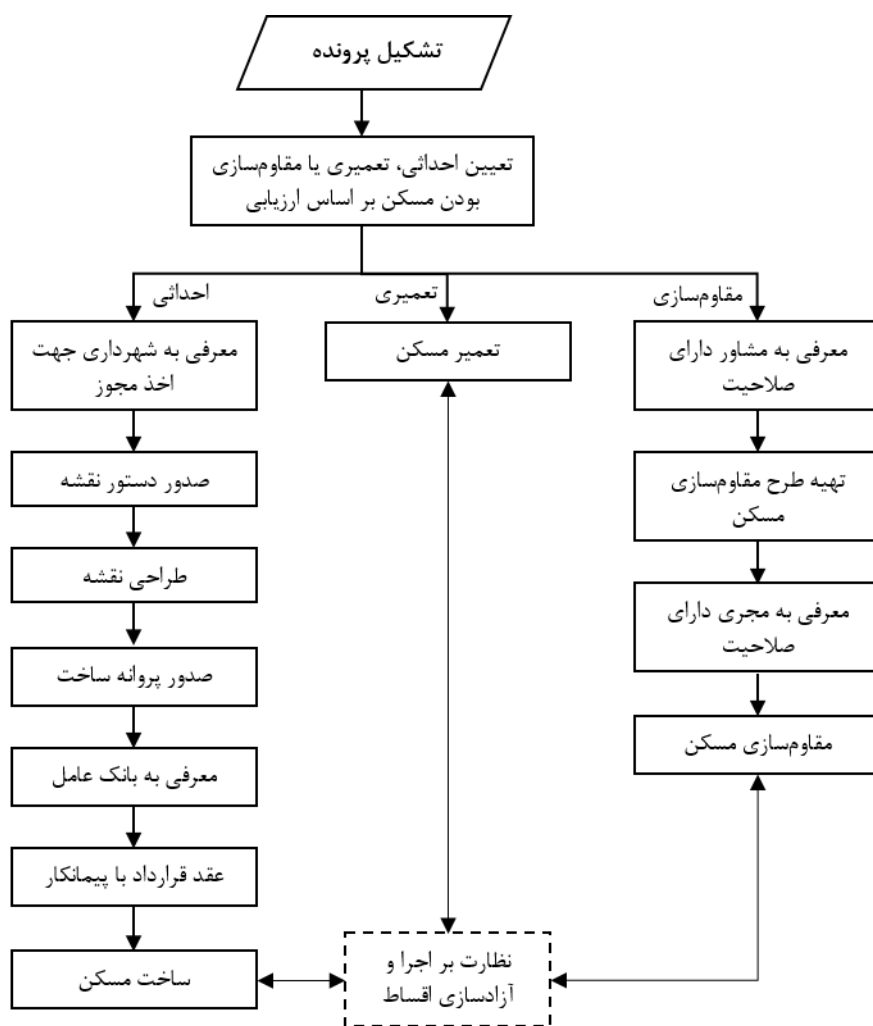 تشکیل پرونده
تعیین احداثی، تعمیری یا مقاوم‌سازی
بودن مسکن بر اساس ارزیابی
مقاوم‌سازی
تعمیری
احداثی
معرفی به مشاور دارای
صلاحیت
تهیه طرح مقاوم‌سازی
مسکن
معرفی به مجری دارای
صلاحیت
مقاوم‌سازی مسکن
تعمیر مسکن
معرفی به شهرداری جهت
اخذ مجوز
صدور دستور نقشه
طراحی نقشه
صدور پروانه ساخت
معرفی به بانک عامل
عقد قرارداد با پیمانکار
ساخت مسکن
نظارت بر اجرا و
آزادسازی اقساط